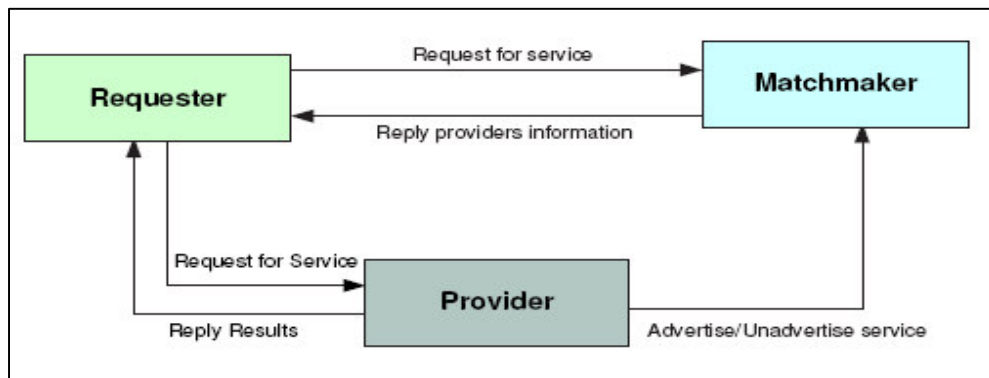 Request for service
Requester
Matchmaker
Reply providers information
Request for Service
Provider
Reply Results
Advertise/Unadvertise service